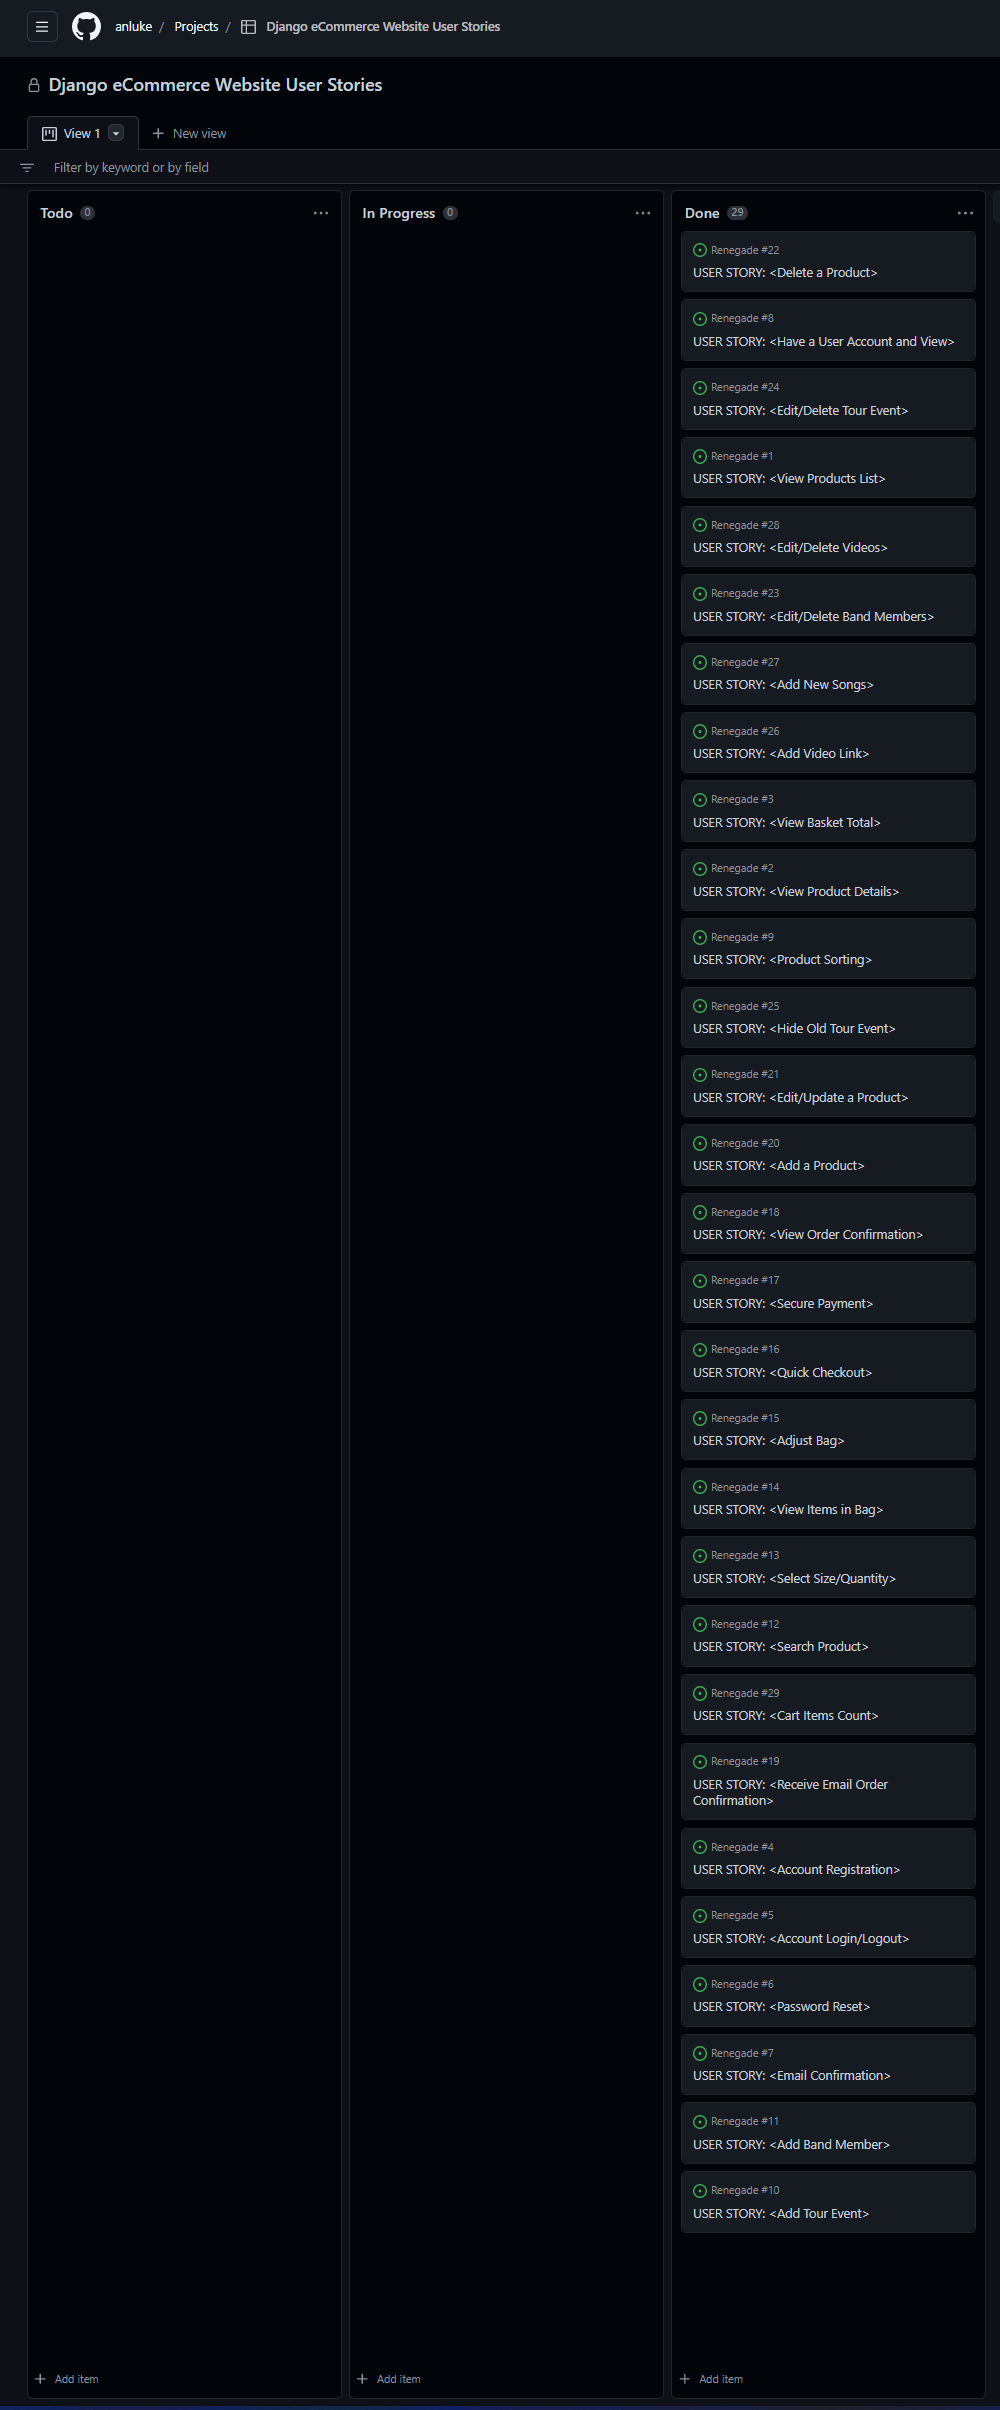 anluke / Projects / Django eCommerce Website User Stories
Django eCommerce Website User Stories
View 1
New view
Filter by keyword or by field
Todo 0
In Progress 0
Done 29
Renegade #22
USER STORY: <Delete a Product>
Renegade #8
USER STORY: <Have a User Account and View>
Renegade #24
USER STORY: <Edit/Delete Tour Event>
Renegade #1
USER STORY: <View Products List>
Renegade #28
USER STORY: <Edit/Delete Videos>
Renegade #23
USER STORY: <Edit/Delete Band Members>
Renegade #27
USER STORY: <Add New Songs>
Renegade #26
USER STORY: <Add Video Link>
Renegade #3
USER STORY: <View Basket Total>
Renegade #2
USER STORY: <View Product Details>
Renegade #9
USER STORY: <Product Sorting>
Renegade #25
USER STORY: <Hide Old Tour Event>
Renegade #21
USER STORY: <Edit/Update a Product>
Renegade #20
USER STORY: <Add a Product>
Renegade #18
USER STORY: <View Order Confirmation>
Renegade #17
USER STORY: <Secure Payment>
Renegade #16
USER STORY: <Quick Checkout>
Renegade #15
USER STORY: <Adjust Bag>
Renegade #14
USER STORY: <View Items in Bag>
Renegade #13
USER STORY: <Select Size/Quantity>
Renegade #12
USER STORY: <Search Product>
Renegade #29
USER STORY: <Cart Items Count>
Renegade #19
USER STORY: <Receive Email Order
Confirmation>
Renegade #4
USER STORY: <Account Registration>
Renegade #5
USER STORY: <Account Login/Logout>
Renegade #6
USER STORY: <Password Reset>
Renegade #7
USER STORY: <Email Confirmation>
Renegade #11
USER STORY: <Add Band Member>
Renegade #10
USER STORY: <Add Tour Event>
Add item
Add item
Add item